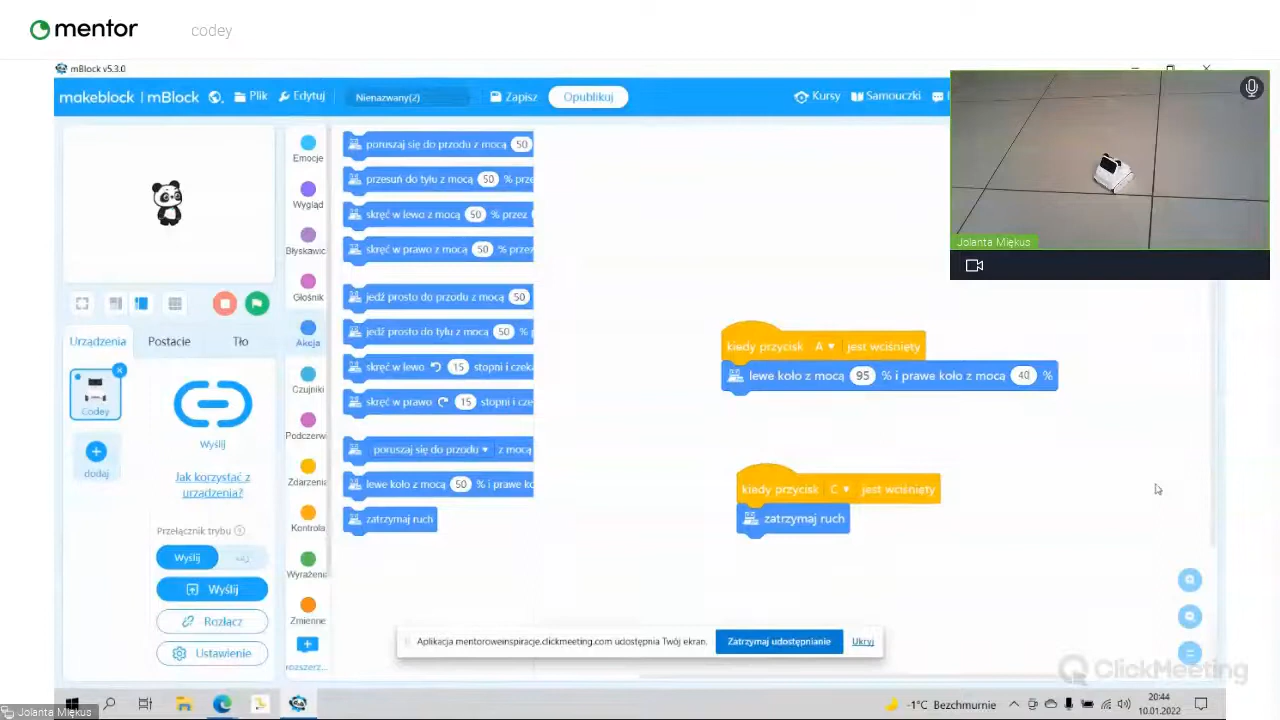 mentor
codey
mBlock v5.3.0
makeblock | mBlock
Plik
Edytuj
Nienazwany(2)
Zapisz
Opublikuj
Kursy
Samouczki
Jolanta Miękus
Emocje
Wygląd
Błyskawic
Głośnik
Akcja
Czujniki
Podczerw
Zdarzenia
Kontrola
Wyrażenia
Zmienne
rozszerz...
poruszaj się do przodu z mocą 50
przesuń do tyłu z mocą 50 % prze
skręć w lewo z mocą 50 % przez
skręć w prawo z mocą 50 % przez
jedź prosto do przodu z mocą 50
jedź prosto do tyłu z mocą 50 %
skręć w lewo 15 stopni i czek
skręć w prawo 15 stopni i cze
poruszaj się do przodu z mocą
lewe koło z mocą 50 % i prawe ko
zatrzymaj ruch
kiedy przycisk A jest wciśnięty
lewe koło z mocą 95 % i prawe koło z mocą 40 %
kiedy przycisk C jest wciśnięty
zatrzymaj ruch
Urządzenia
Postacie
Tło
Codey
dodaj
Wyślij
Jak korzystać z
urządzenia?
Przełącznik trybu
Wyślij
Wyślij
Rozłącz
Ustawienie
Aplikacja mentoroweinspiracje.clickmeeting.com udostępnia Twój ekran.
Zatrzymaj udostępnianie
Ukryj
ClickMeeting
-1°C Bezchmurnie
20:44
10.01.2022
Jolanta Miękus